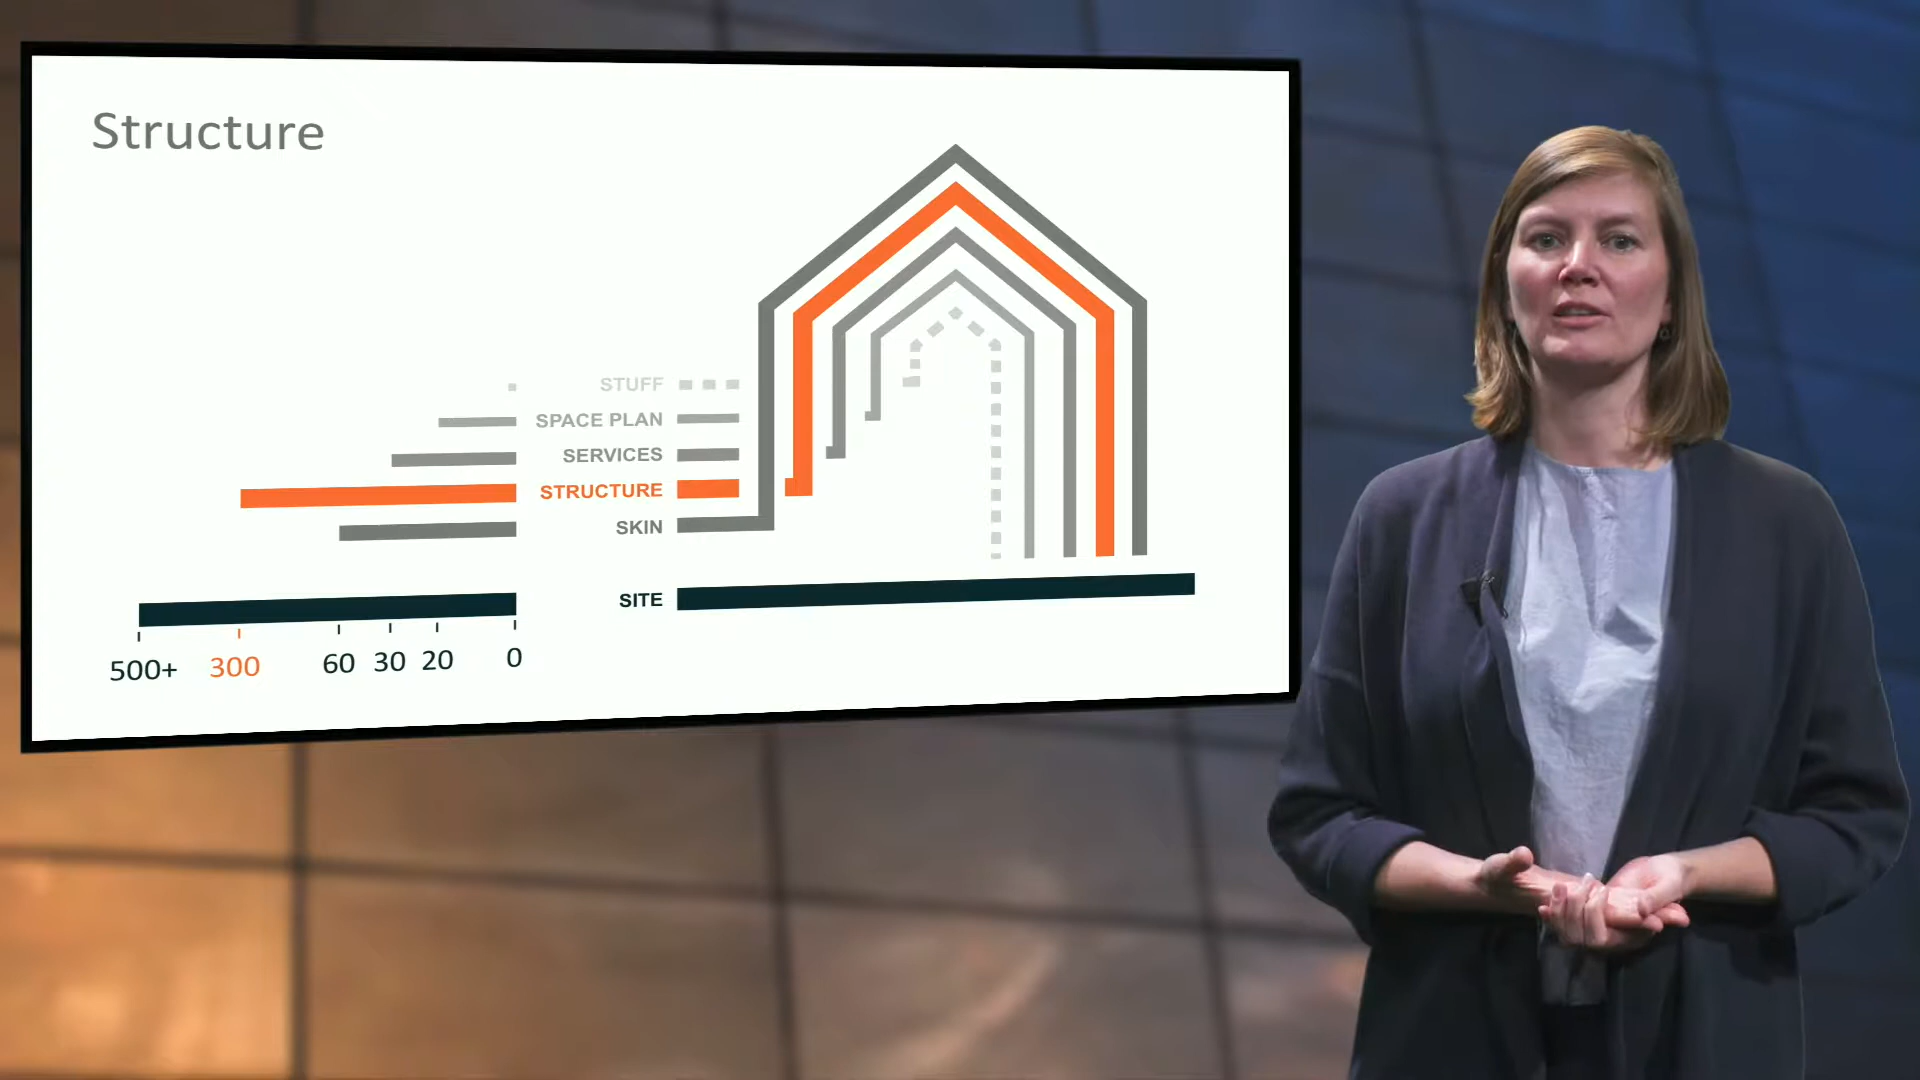 Structure
STUFF
SPACE PLAN
SERVICES
STRUCTURE
SKIN
SITE
500+ 300 60 30 20 0